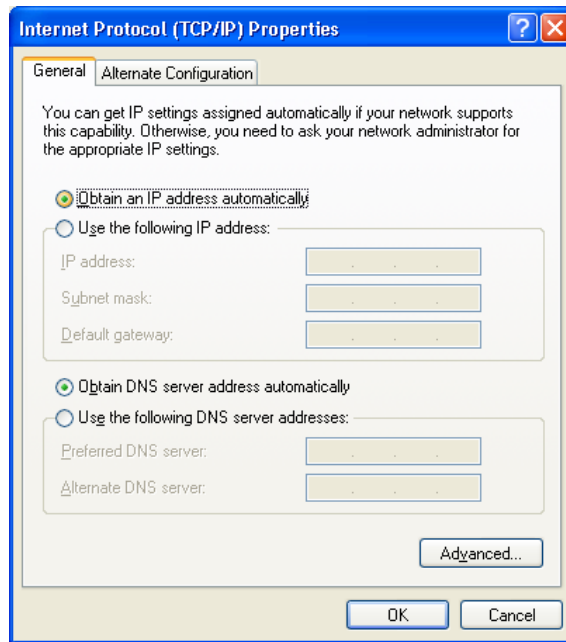 Internet Protocol (TCP/IP) Properties
General
Alternate Configuration
You can get IP settings assigned automatically if your network supports
this capability. Otherwise, you need to ask your network administrator for
the appropriate IP settings.
Obtain an IP address automatically
Use the following IP address:
IP address:
Subnet mask:
Default gateway:
Obtain DNS server address automatically
Use the following DNS server addresses:
Preferred DNS server:
Alternate DNS server:
Advanced...
OK
Cancel